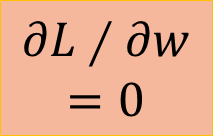 ∂L / ∂w
= 0